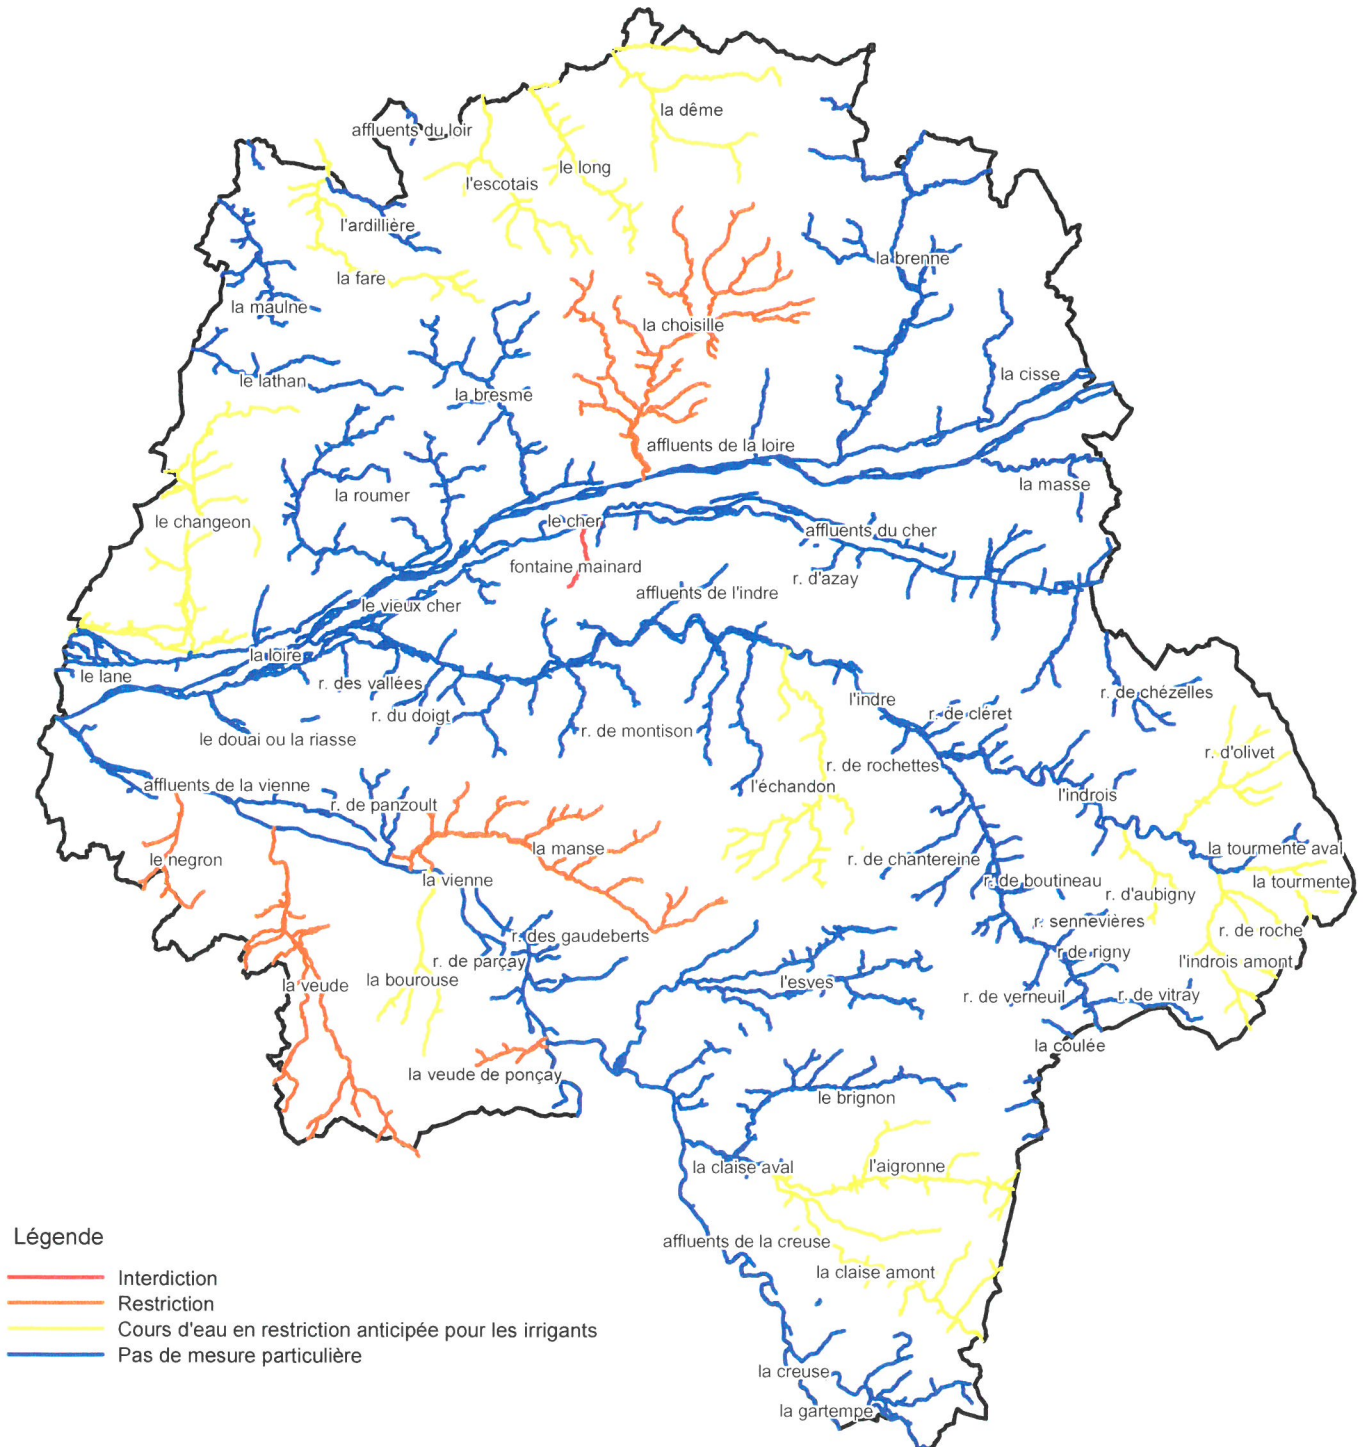 la dême
affluents du loir
le long
l'escotais
l'ardillière
la brenne
la fare
la maulne
la choisille
la cisse
le lathan
la bresme
affluents de la loire
la masse
la roumer
le changeon
le cher
affluents du cher
fontaine mainard
r. d'azay
affluents de l'indre
le vieux cher
la loire
le lane
r. des vallées
r. de chézelles
l'indre
r. du doigt
r. de cléret
r. de montison
le douai ou la riasse
r. d'olivet
r. de rochettes
affluents de la vienne
l'échandon
l'indrois
r. de panzoult
la manse
la tourmente aval
le negron
r. de chantereine
la vienne
r. de boutineau
la tourmente
r. d'aubigny
r. sennevières
r. de roche
r. des gaudeberts
r de rigny
r. de parçay
l'indrois amont
la bourouse
l'esves
la veude
r. de verneuil
r. de vitray
la coulée
la veude de ponçay
le brignon
la claise aval
l'aigronne
affluents de la creuse
la claise amont
la creuse
la gartempe
Légende
Interdiction
Restriction
Cours d'eau en restriction anticipée pour les irrigants
Pas de mesure particulière